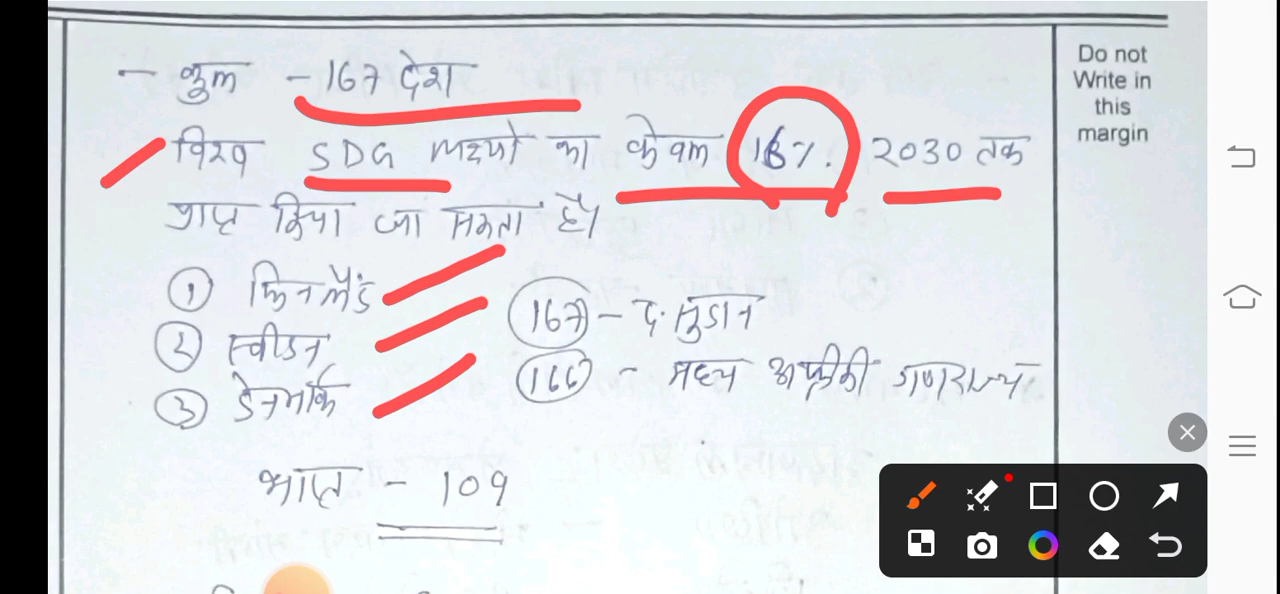 – कुल – 167 देश
विश्व SDG लक्ष्यो का केवल 16%. 2030 तक
प्राप्त किया जा सकता है।
① फिनलैंड
② स्वीडन
③ डेनमार्क
167 – द. सुडान
166 – मध्य अफ्रीकी गणराज्य
भारत – 109
Do not
Write in
this
margin